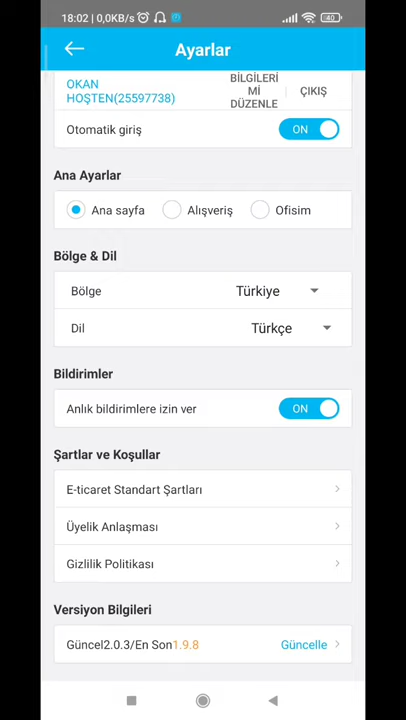 18:02 | 0,0KB/s
40
Ayarlar
OKAN
HOŞTEN(25597738)
BİLGİLERİ
Mİ
DÜZENLE
ÇIKIŞ
Otomatik giriş
ON
Ana Ayarlar
Ana sayfa
Alışveriş
Ofisim
Bölge & Dil
Bölge
Türkiye
Dil
Türkçe
Bildirimler
Anlık bildirimlere izin ver
ON
Şartlar ve Koşullar
E-ticaret Standart Şartları
Üyelik Anlaşması
Gizlilik Politikası
Versiyon Bilgileri
Güncel2.0.3/En Son1.9.8
Güncelle